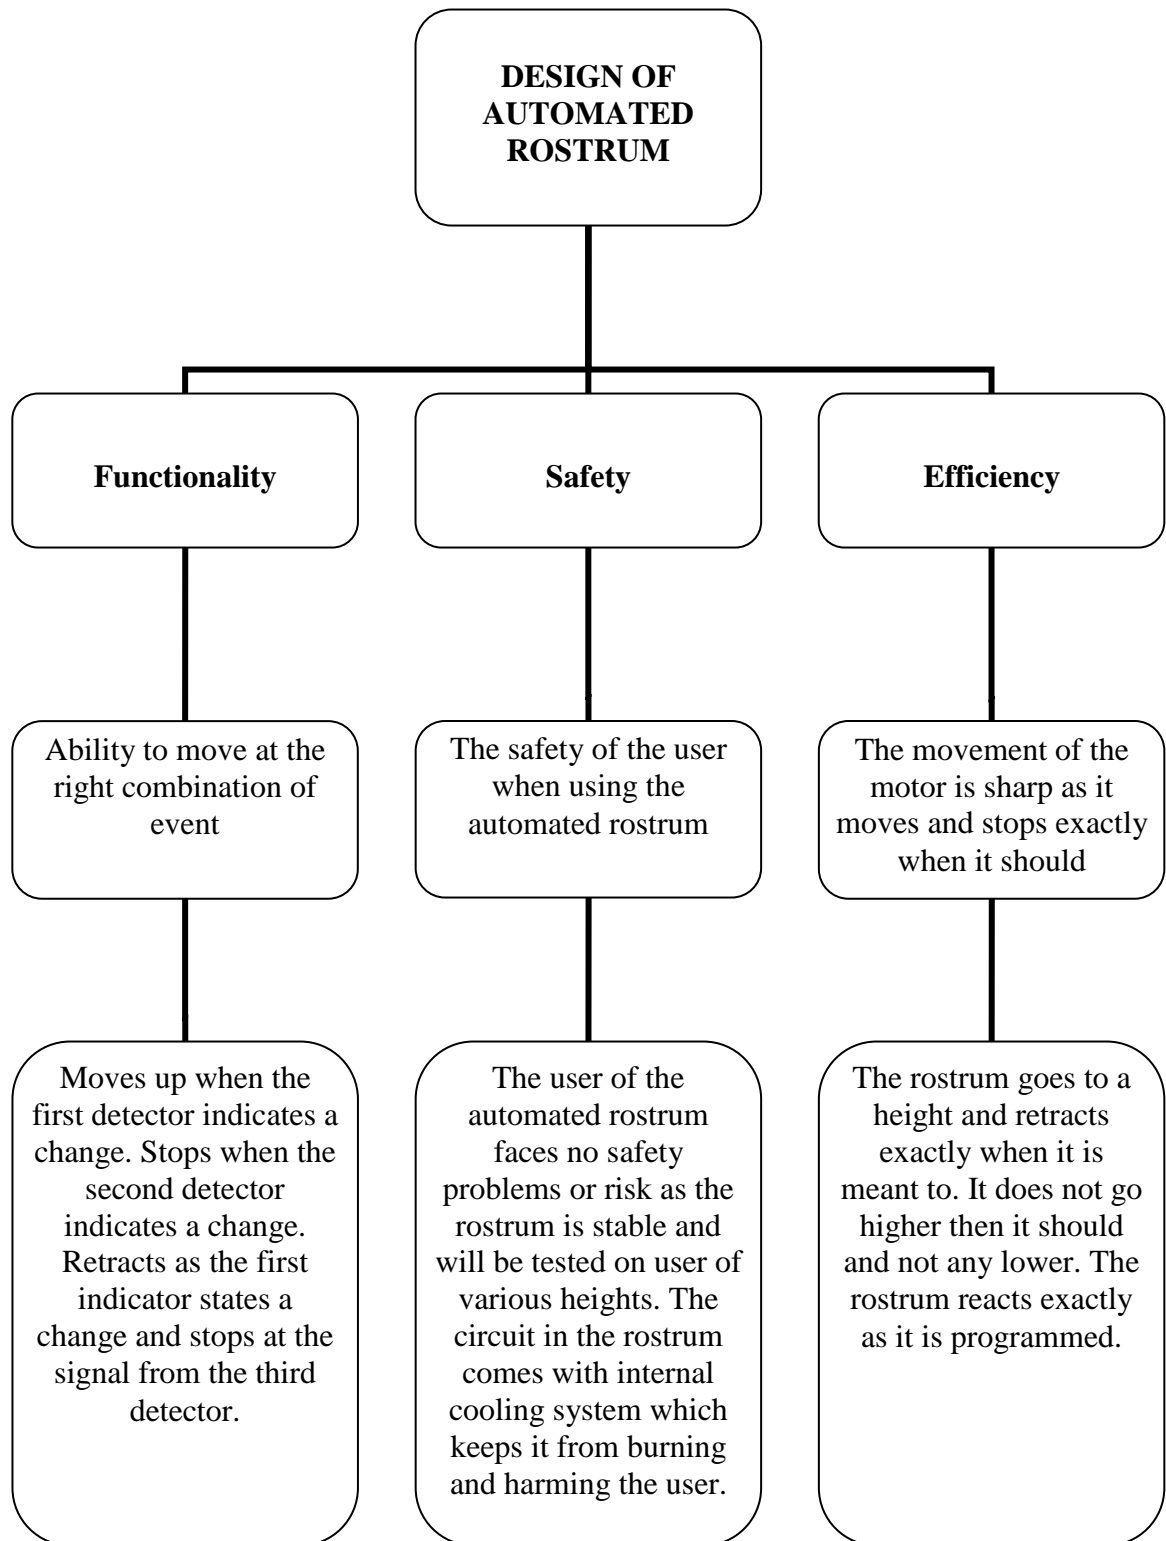 DESIGN OF
AUTOMATED
ROSTRUM
Functionality
Safety
Efficiency
Ability to move at the
right combination of
event
The safety of the user
when using the
automated rostrum
The movement of the
motor is sharp as it
moves and stops exactly
when it should
Moves up when the
first detector indicates a
change. Stops when the
second detector
indicates a change.
Retracts as the first
indicator states a
change and stops at the
signal from the third
detector.
The user of the
automated rostrum
faces no safety
problems or risk as the
rostrum is stable and
will be tested on user of
various heights. The
circuit in the rostrum
comes with internal
cooling system which
keeps it from burning
and harming the user.
The rostrum goes to a
height and retracts
exactly when it is
meant to. It does not go
higher then it should
and not any lower. The
rostrum reacts exactly
as it is programmed.